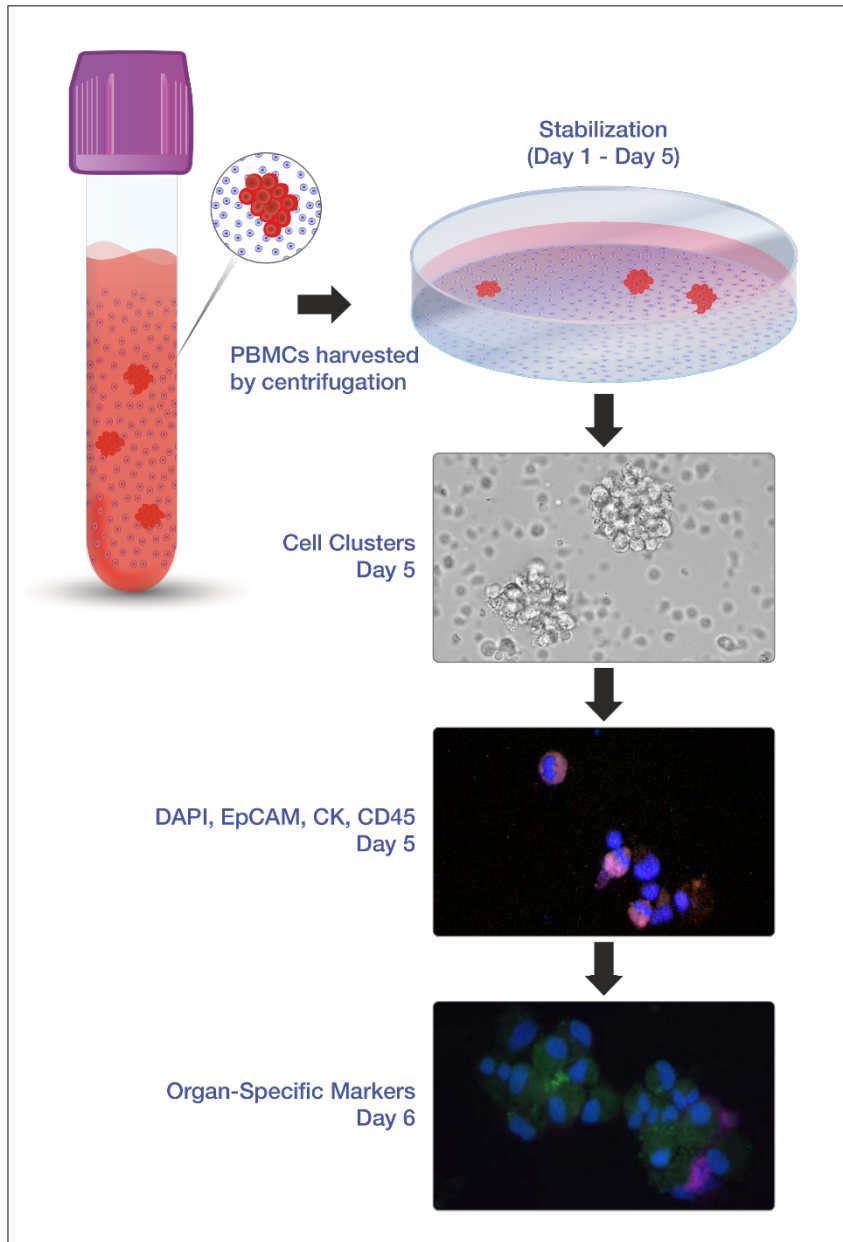 Stabilization
(Day 1 - Day 5)
PBMCs harvested
by centrifugation
Cell Clusters
Day 5
DAPI, EpCAM, CK, CD45
Day 5
Organ-Specific Markers
Day 6